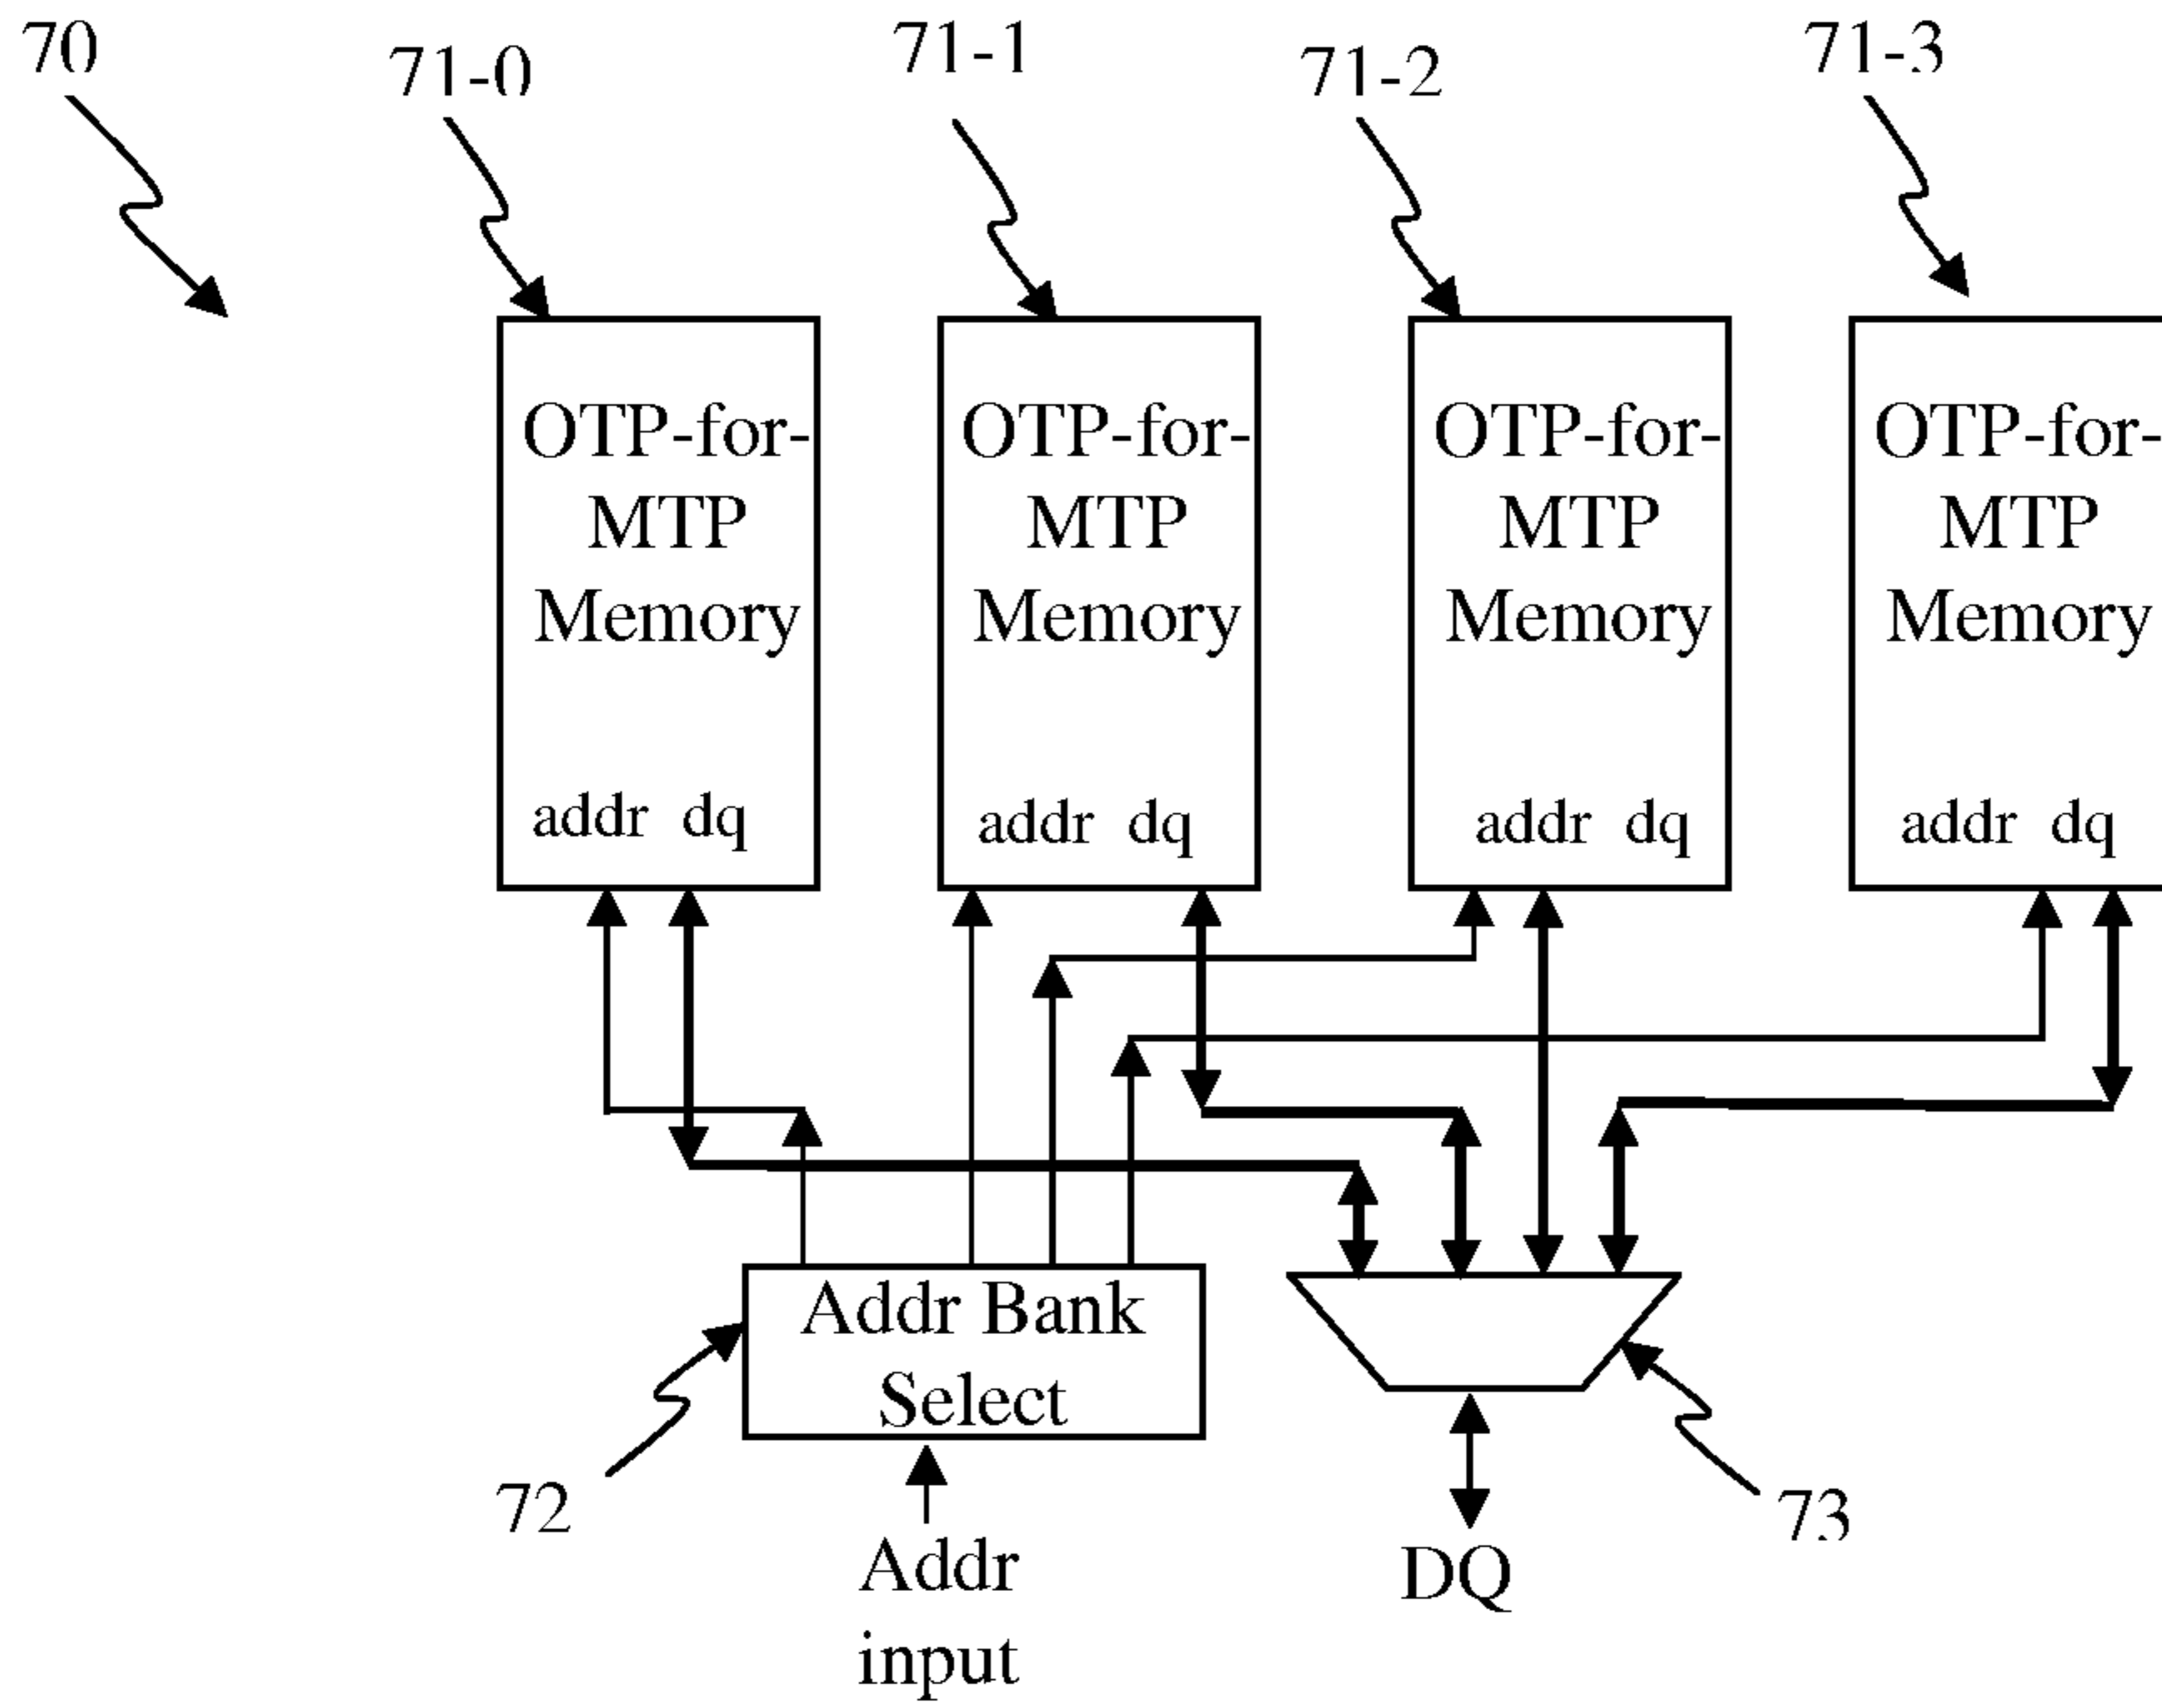 70
71-0
71-1
71-2
71-3
OTP-for-
MTP
Memory
addr dq
OTP-for-
MTP
Memory
addr dq
OTP-for-
MTP
Memory
addr dq
OTP-for-
MTP
Memory
addr dq
Addr Bank
Select
72
73
Addr
input
DQ